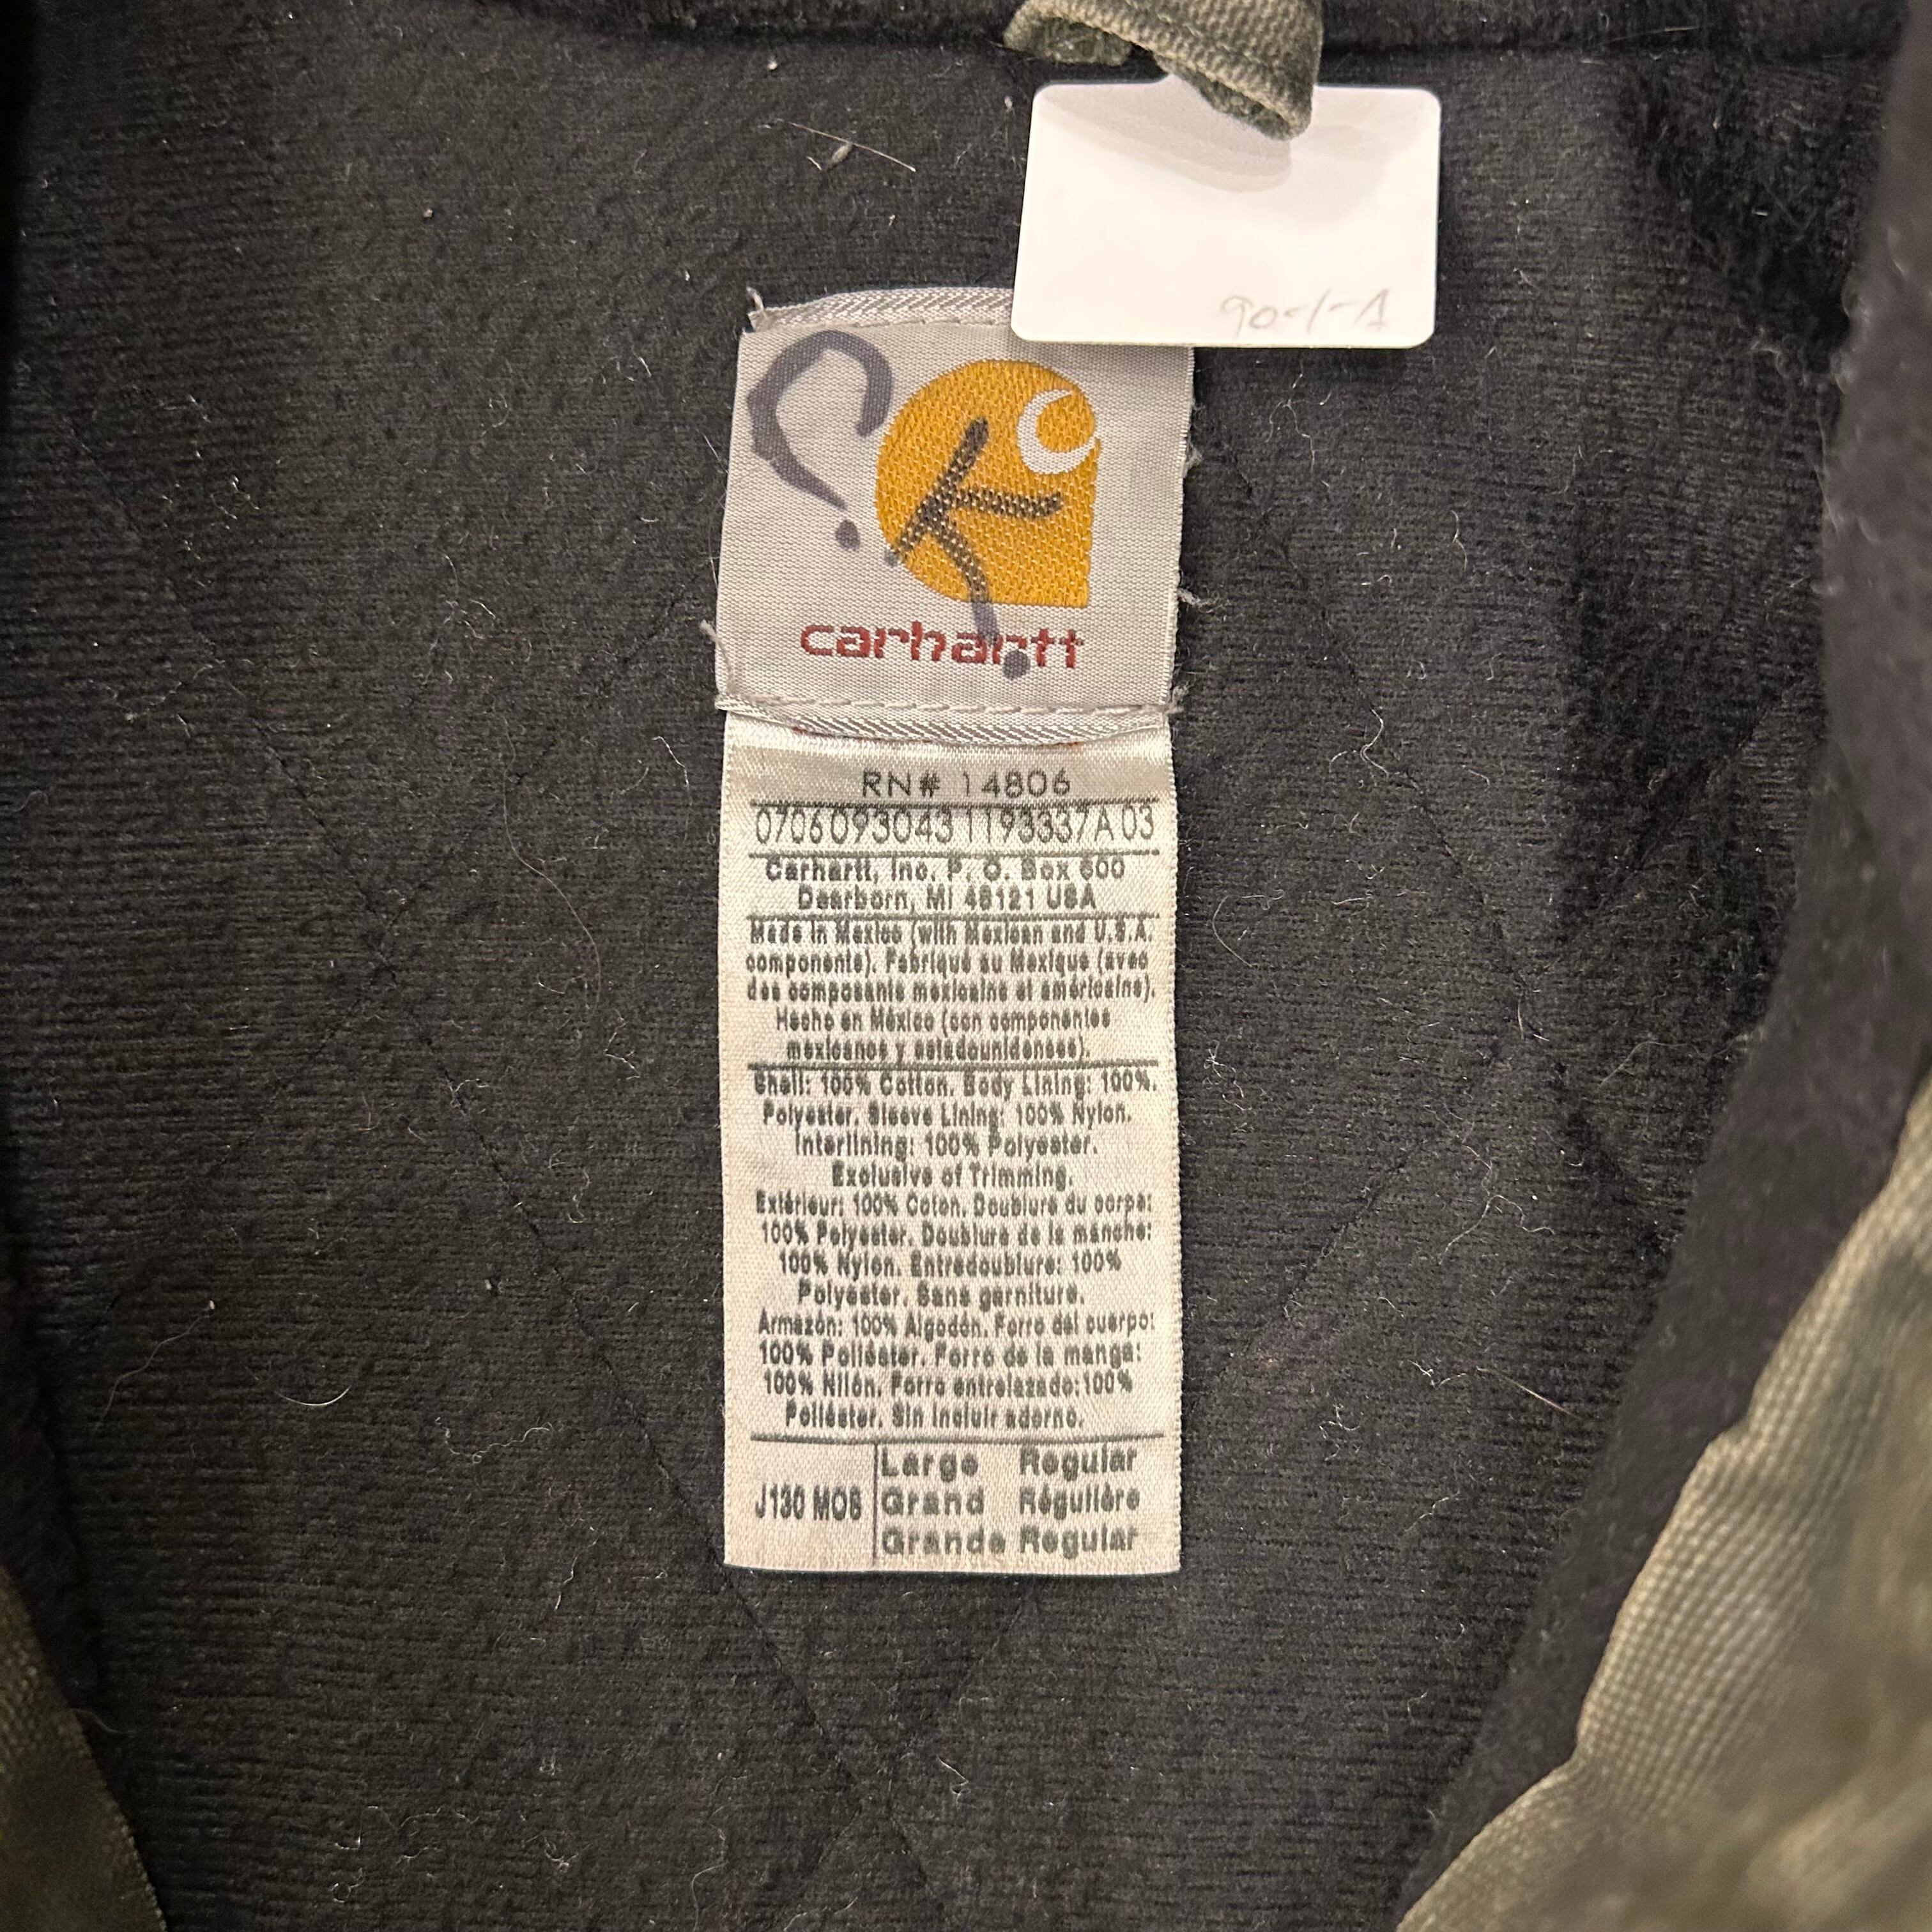 90-1-A
? K.
carhartt
RN# 14806
0706093043 1193337A 03
Carhartt, Inc. P. O. Box 600
Dearborn, MI 48121 USA
Made in Mexico (with Mexican and U.S.A.
components). Fabriqué au Mexique (avec
des composants mexicains et américains).
Hecho en México (con componentes
mexicanos y estadounidenses).
Shell: 100% Cotton. Body Lining: 100%.
Polyester. Sleeve Lining: 100% Nylon.
Interlining: 100% Polyester.
Exclusive of Trimming.
Extérieur: 100% Coton. Doublure du corps:
100% Polyester. Doublure de la manche:
100% Nylon. Entredoublure: 100%
Polyester. Sans garniture.
Armazón: 100% Algodón. Forro del cuerpo:
100% Poliéster. Forro de la manga:
100% Nilón. Forro entrelazado:100%
Poliéster. Sin incluir adorno.
J130 MOB
Large Regular
Grand Régulière
Grande Regular